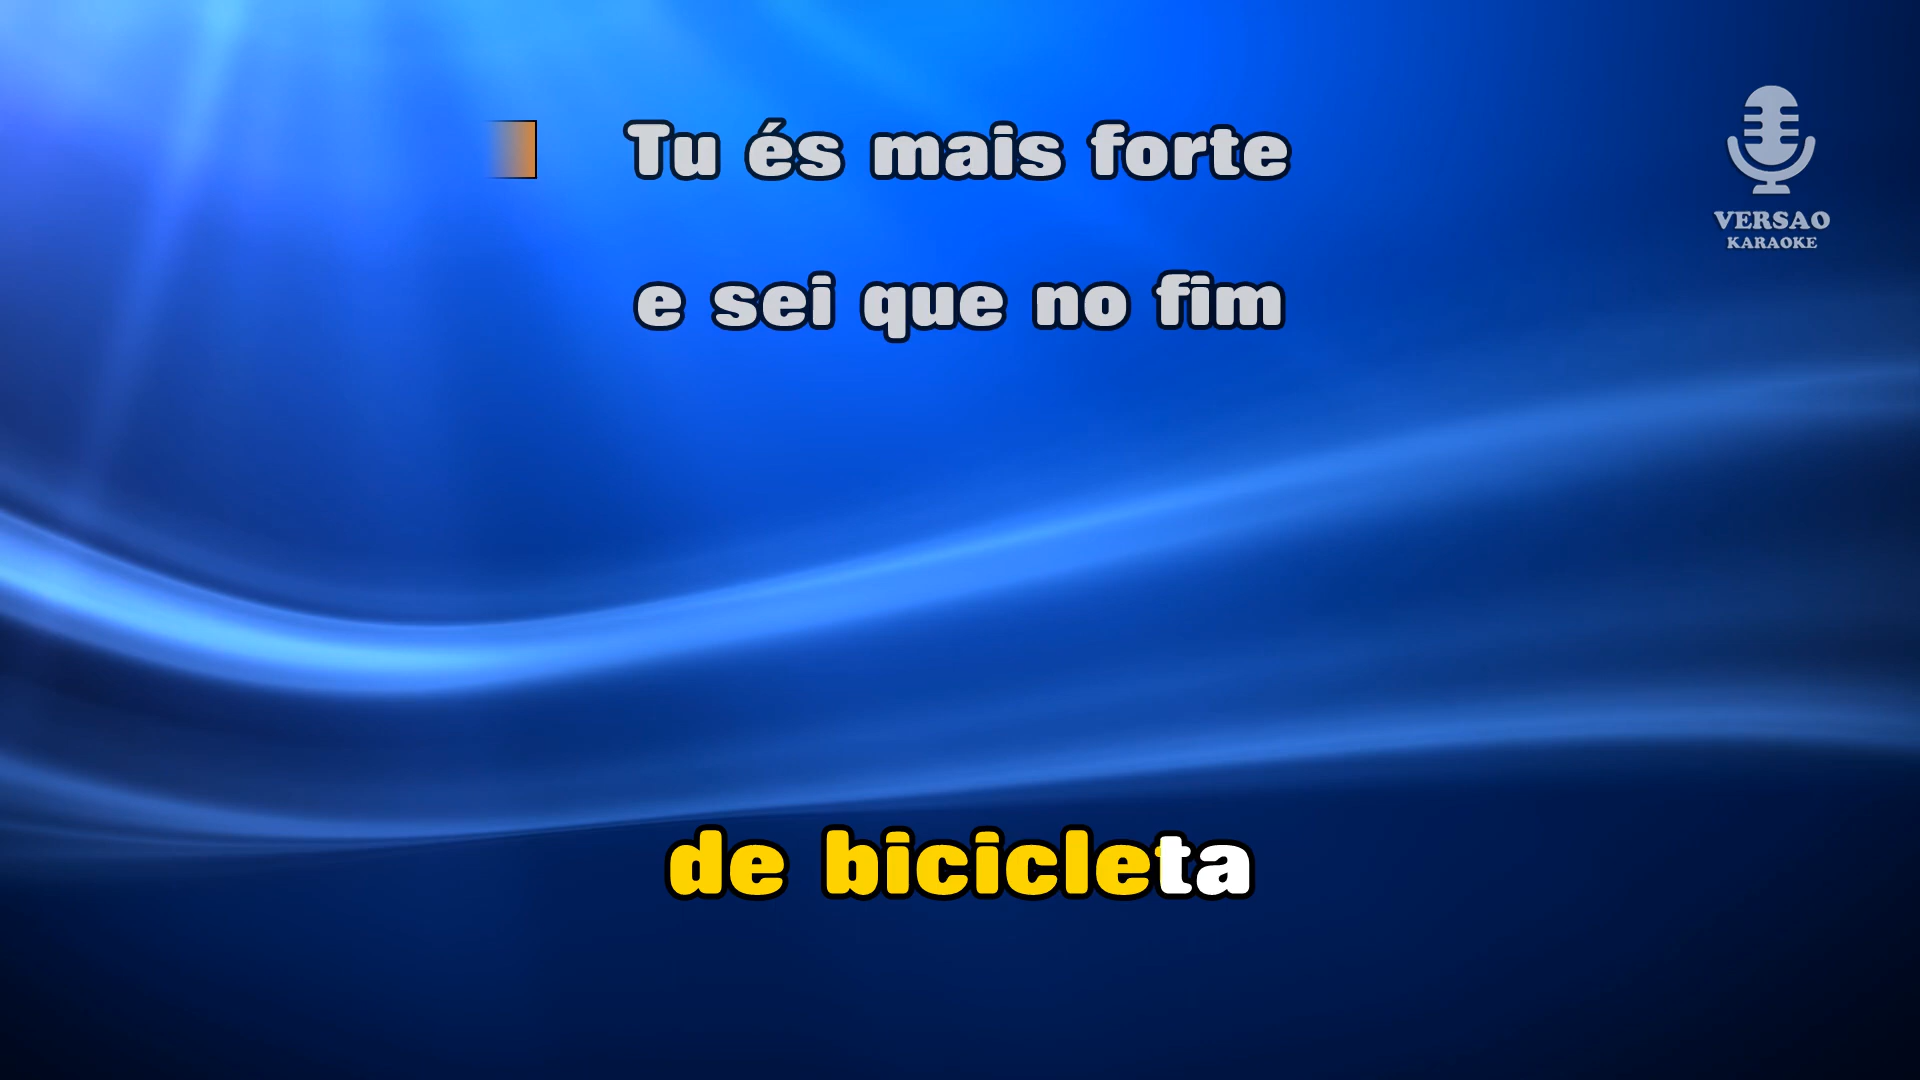 Tu és mais forte
e sei que no fim
de bicicleta
VERSAO
KARAOKE